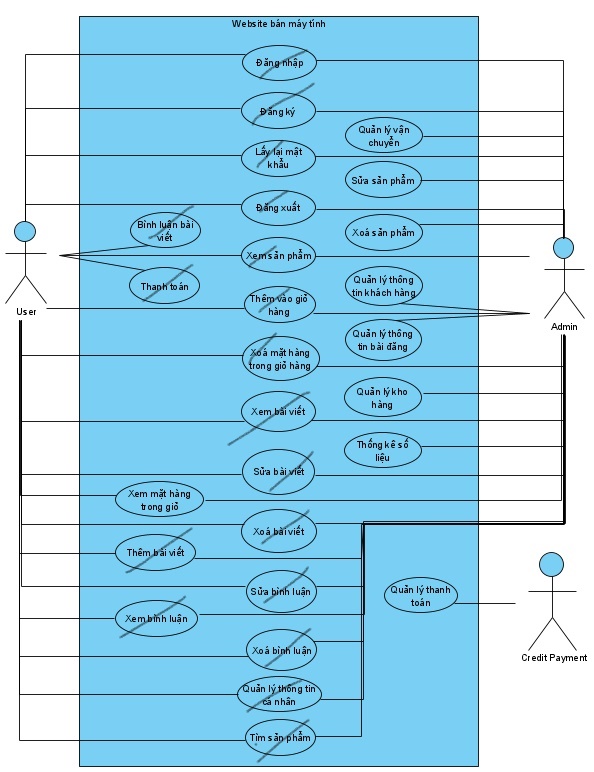 Website bán máy tính
Đăng nhập
Đăng ký
Quản lý vận
chuyển
Lấy lại mật
khẩu
Sửa sản phẩm
Đăng xuất
Bình luận bài
viết
Xoá sản phẩm
Xem sản phẩm
Thanh toán
Quản lý thông
tin khách hàng
Thêm vào giỏ
hàng
User
Admin
Quản lý thông
tin bài đăng
Xoá mặt hàng
trong giỏ hàng
Quản lý kho
hàng
Xem bài viết
Thống kê số
liệu
Sửa bài viết
Xem mặt hàng
trong giỏ
Xoá bài viết
Thêm bài viết
Sửa bình luận
Quản lý thanh
toán
Xem bình luận
Xoá bình luận
Credit Payment
Quản lý thông tin
cá nhân
Tìm sản phẩm